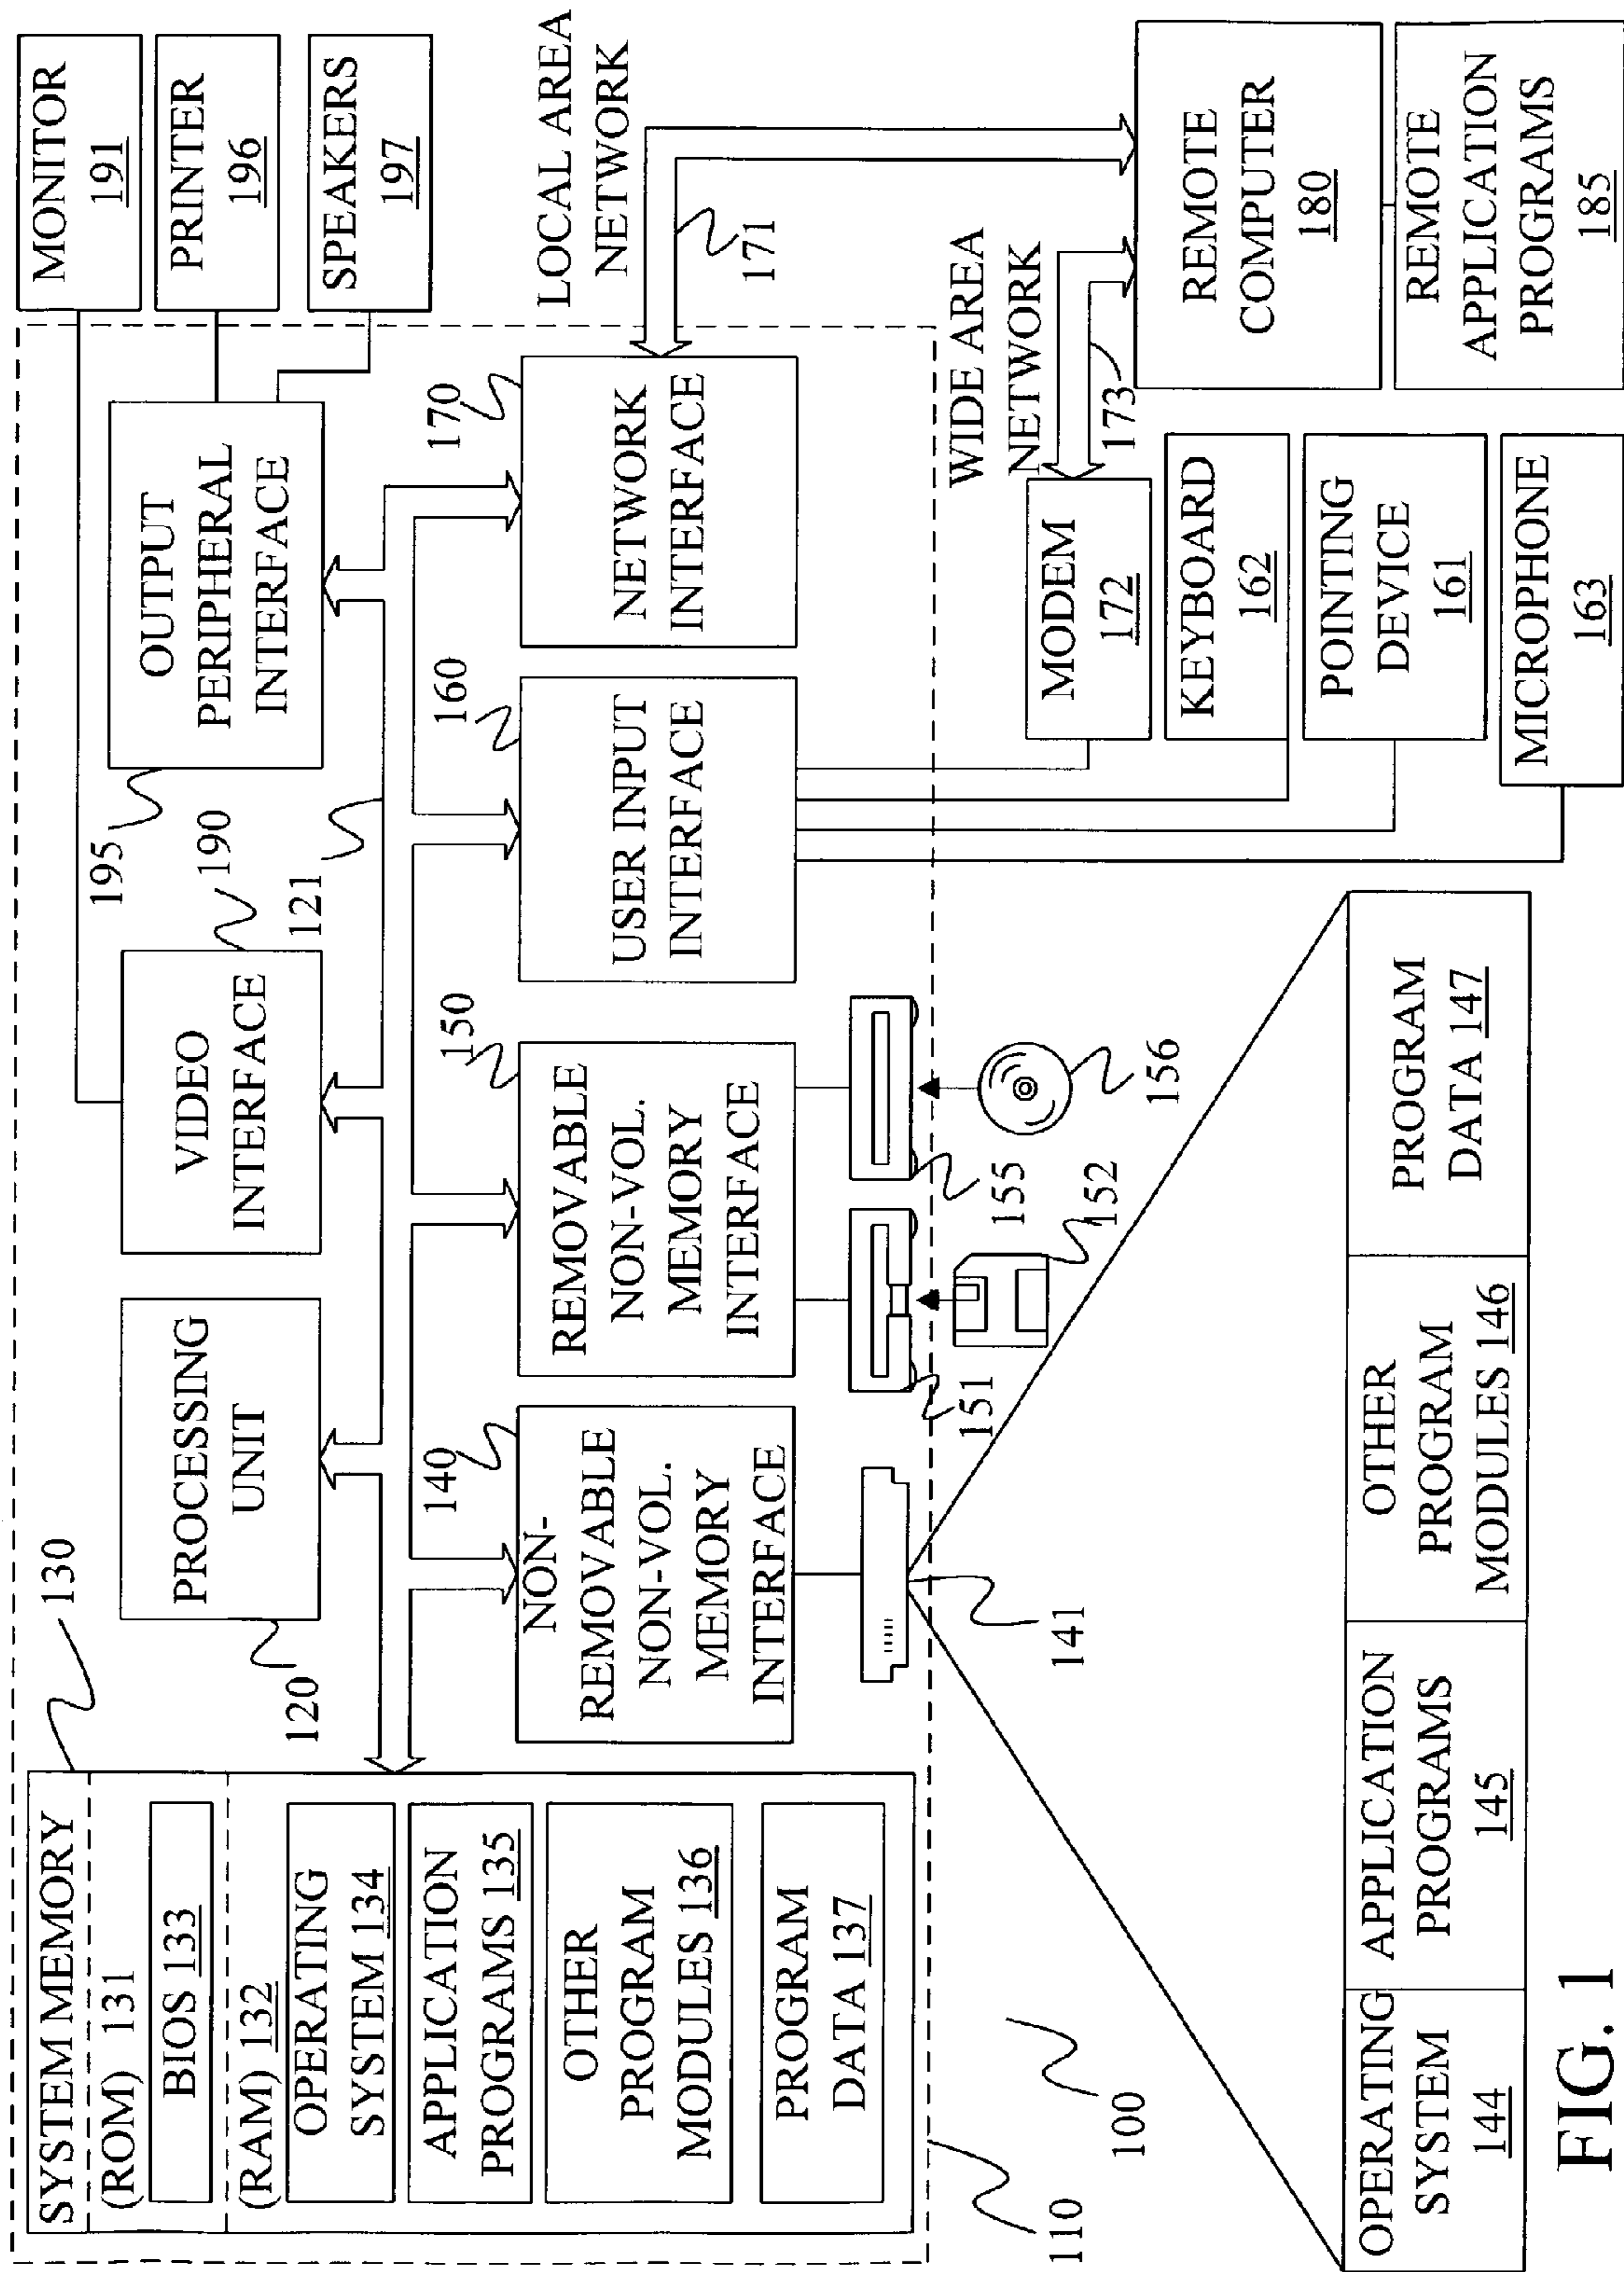 SYSTEM MEMORY
(ROM) 131
BIOS 133
(RAM) 132
OPERATING
SYSTEM 134
APPLICATION
PROGRAMS 135
OTHER
PROGRAM
MODULES 136
PROGRAM
DATA 137
130
120
PROCESSING
UNIT
VIDEO
INTERFACE
190
121
195
OUTPUT
PERIPHERAL
INTERFACE
MONITOR
191
PRINTER
196
SPEAKERS
197
140
NON-
REMOVABLE
NON-VOL.
MEMORY
INTERFACE
150
REMOVABLE
NON-VOL.
MEMORY
INTERFACE
160
USER INPUT
INTERFACE
170
NETWORK
INTERFACE
LOCAL AREA
NETWORK
171
141
151
152
155
156
WIDE AREA
NETWORK
173
MODEM
172
KEYBOARD
162
POINTING
DEVICE
161
MICROPHONE
163
REMOTE
COMPUTER
180
REMOTE
APPLICATION
PROGRAMS
185
110
100
OPERATING
SYSTEM
144
APPLICATION
PROGRAMS
145
OTHER
PROGRAM
MODULES 146
PROGRAM
DATA 147
FIG. 1